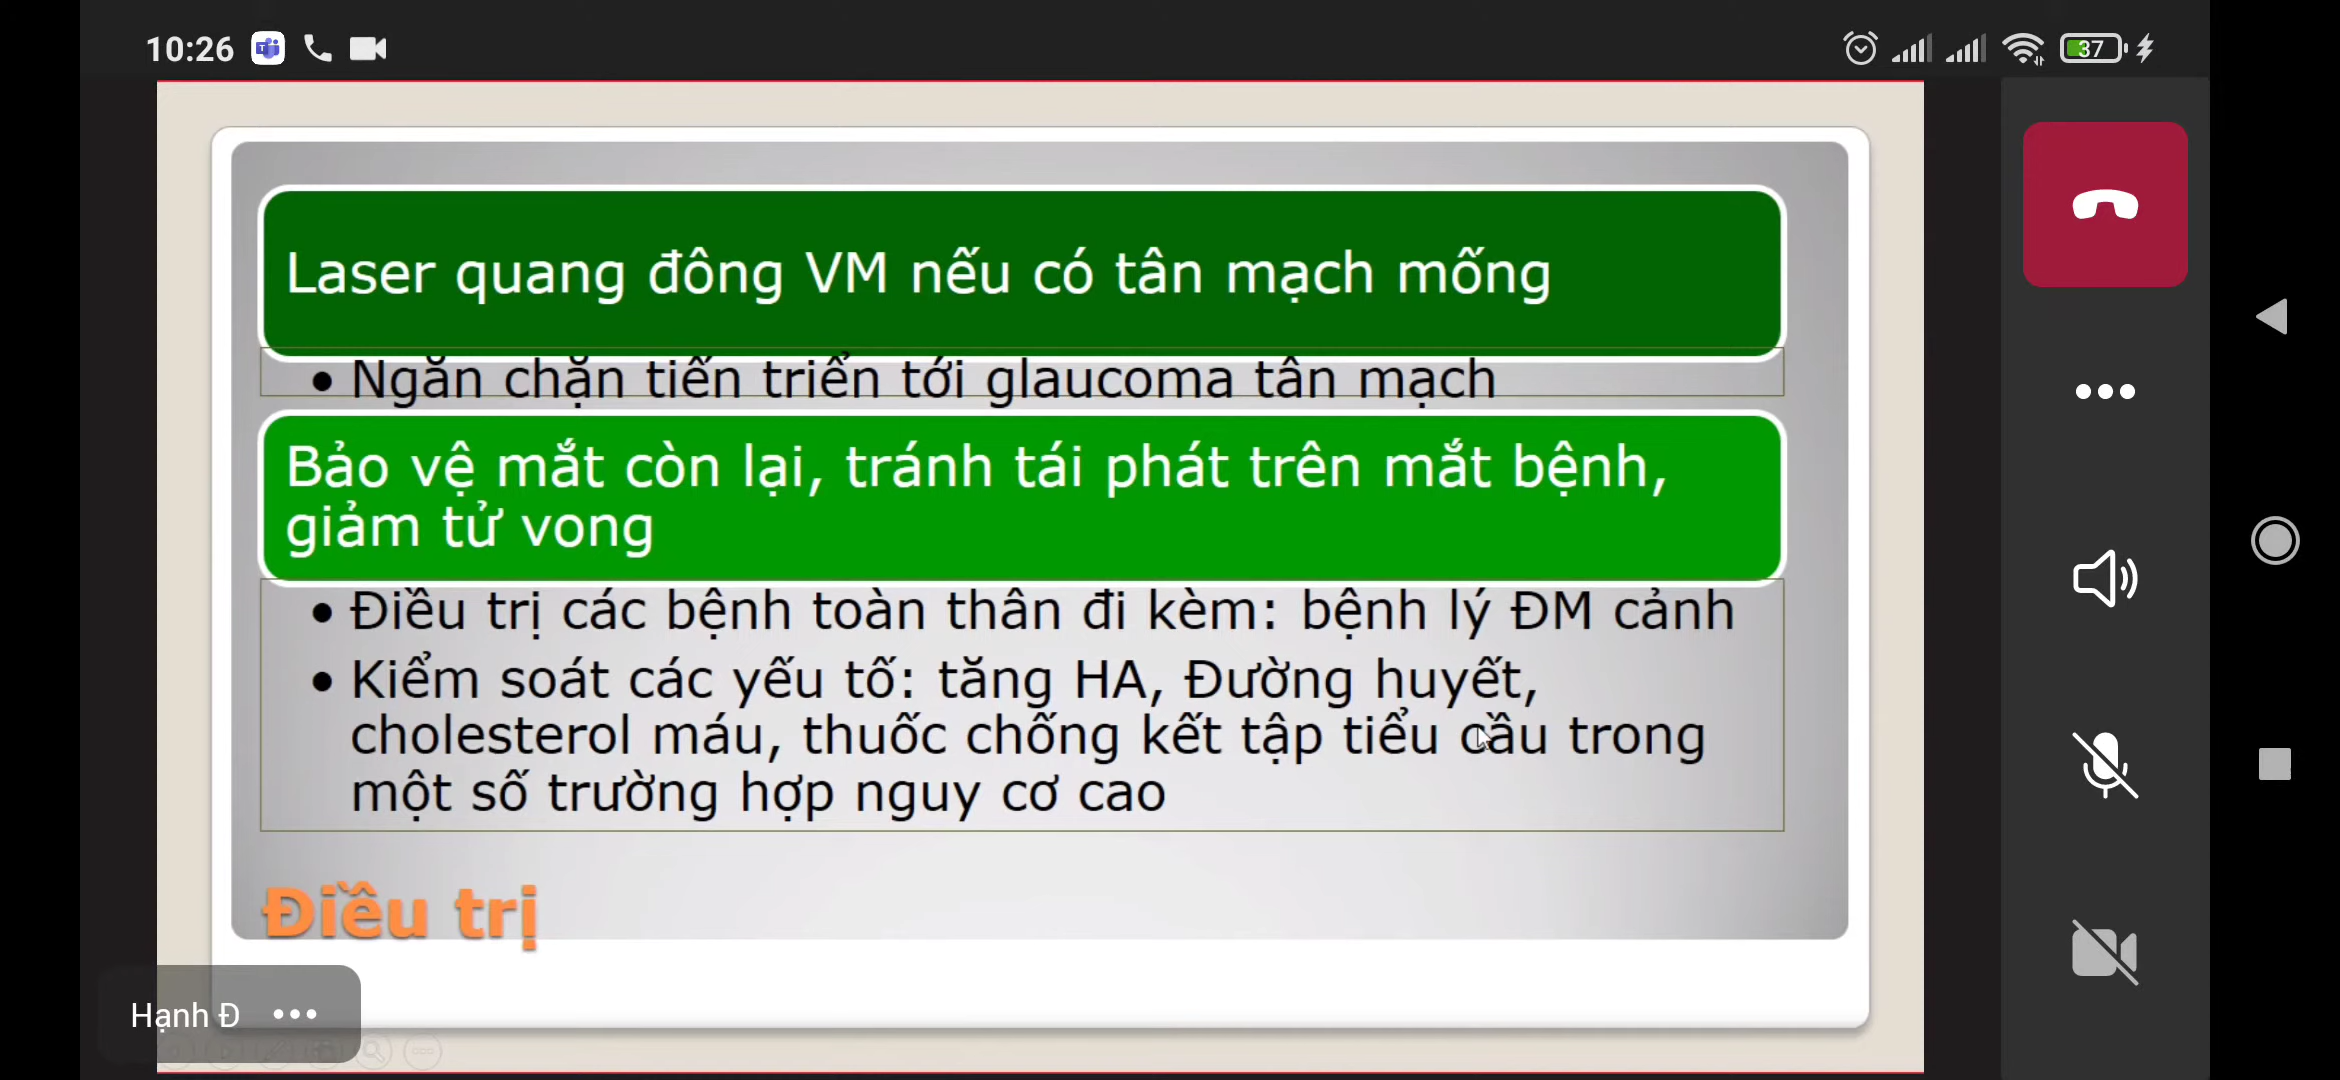 10:26
37
Laser quang đông VM nếu có tân mạch mống
• Ngăn chặn tiến triển tới glaucoma tân mạch
Bảo vệ mắt còn lại, tránh tái phát trên mắt bệnh,
giảm tử vong
• Điều trị các bệnh toàn thân đi kèm: bệnh lý ĐM cảnh
• Kiểm soát các yếu tố: tăng HA, Đường huyết,
cholesterol máu, thuốc chống kết tập tiểu cầu trong
một số trường hợp nguy cơ cao
Điều trị
Hạnh Đ